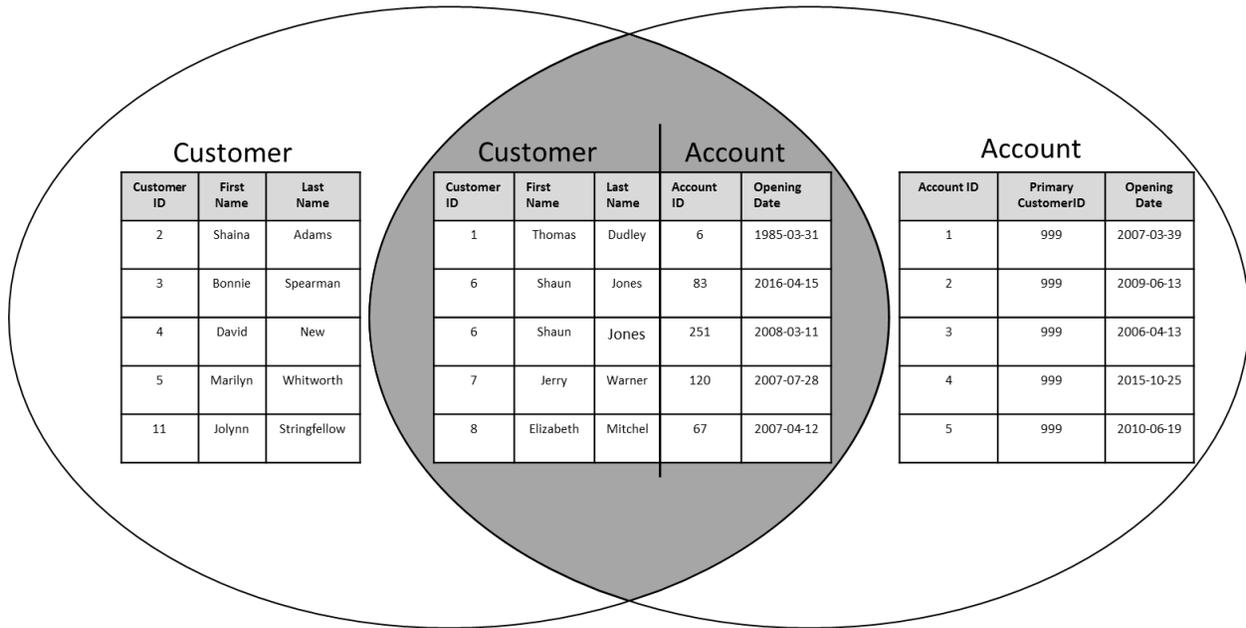 Customer
Customer ID First Name Last Name
2 Shaina Adams
3 Bonnie Spearman
4 David New
5 Marilyn Whitworth
11 Jolynn Stringfellow
Customer Account
Customer ID First Name Last Name Account ID Opening Date
1 Thomas Dudley 6 1985-03-31
6 Shaun Jones 83 2016-04-15
6 Shaun Jones 251 2008-03-11
7 Jerry Warner 120 2007-07-28
8 Elizabeth Mitchel 67 2007-04-12
Account
Account ID Primary CustomerID Opening Date
1 999 2007-03-39
2 999 2009-06-13
3 999 2006-04-13
4 999 2015-10-25
5 999 2010-06-19